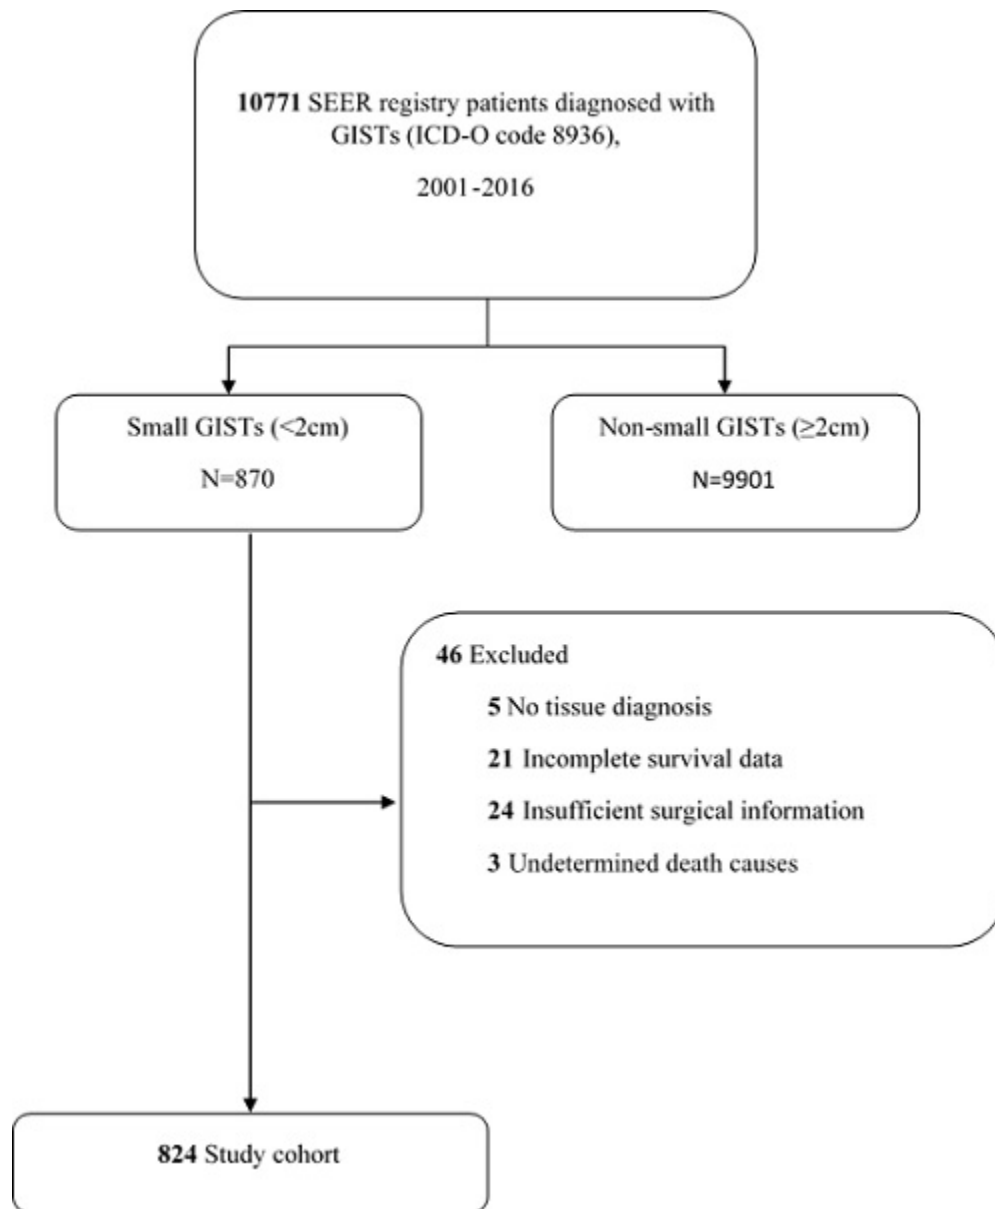 10771 SEER registry patients diagnosed with
GISTs (ICD-O code 8936),
2001-2016
Small GISTs (<2cm)
N=870
Non-small GISTs (≥2cm)
N=9901
46 Excluded
5 No tissue diagnosis
21 Incomplete survival data
24 Insufficient surgical information
3 Undetermined death causes
824 Study cohort